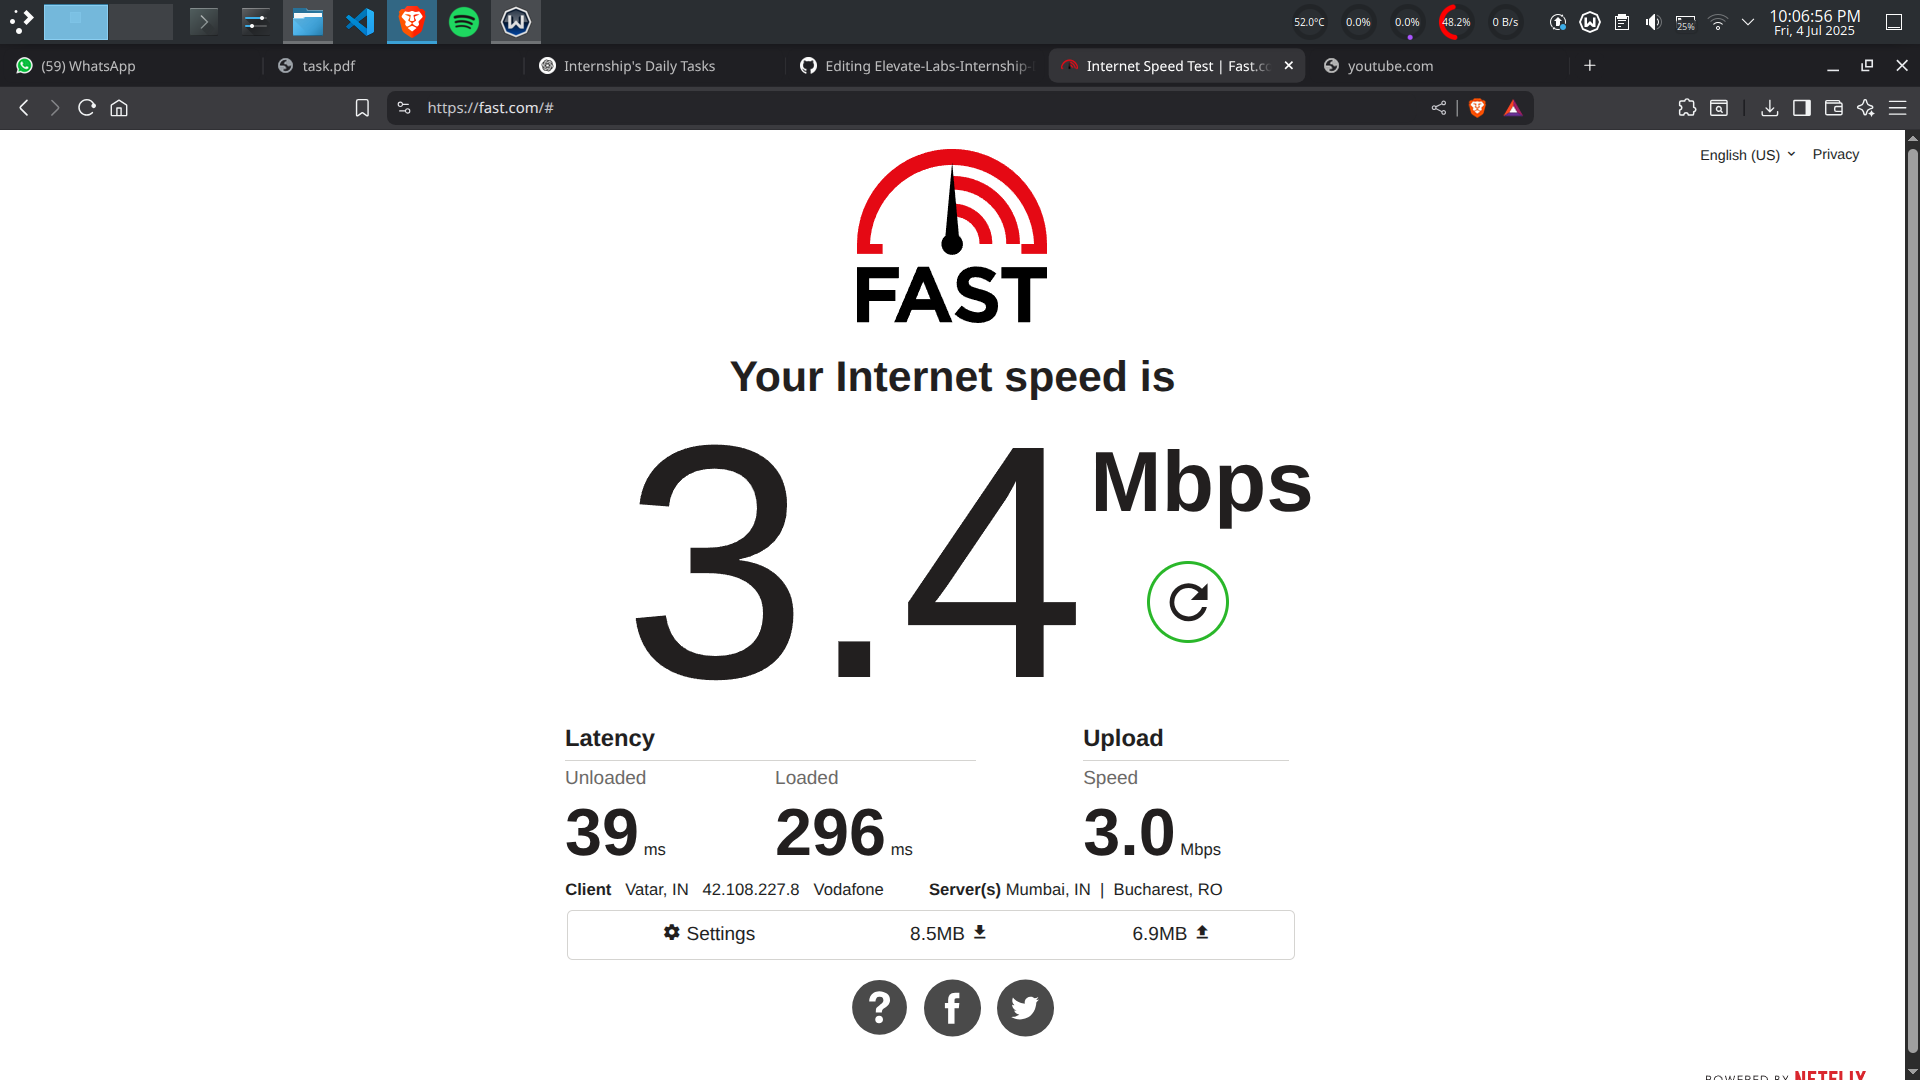 52.0°C 0.0% 0.0% 48.2% 0 B/s 25% 10:06:56 PM
Fri, 4 Jul 2025
(59) WhatsApp task.pdf Internship's Daily Tasks Editing Elevate-Labs-Internship- Internet Speed Test | Fast.co youtube.com
https://fast.com/#
English (US) Privacy
FAST
Your Internet speed is
3.4 Mbps
Latency Upload
Unloaded Loaded Speed
39 ms 296 ms 3.0 Mbps
Client Vatar, IN 42.108.227.8 Vodafone Server(s) Mumbai, IN | Bucharest, RO
Settings 8.5MB 6.9MB
POWERED BY NETFLIX